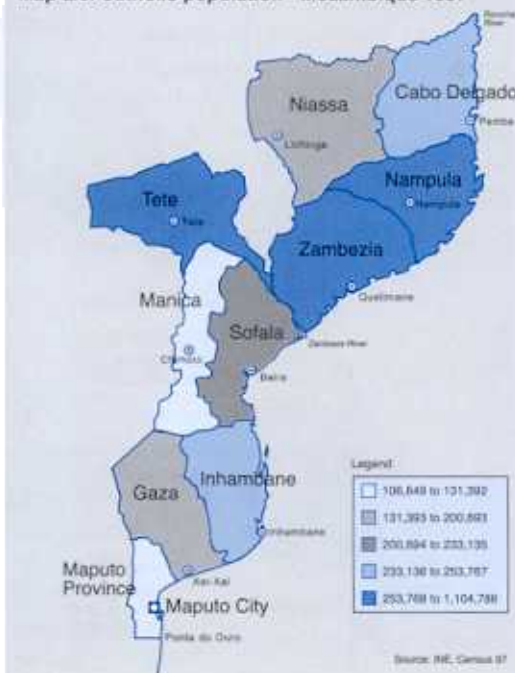 Niassa
Cabo Delgado
Pemba
Lichinga
Nampula
Nampula
Tete
Tete
Zambezia
Manica
Quelimane
Sofala
Zambezi River
Chimoio
Beira
Legend
Inhambane
106,649 to 131,392
Gaza
131,393 to 200,893
Inhambane
200,894 to 233,135
Maputo
Province
Xai-Xai
233,136 to 253,767
Maputo City
253,768 to 1,104,788
Ponta do Ouro
Source: INE, Census 97